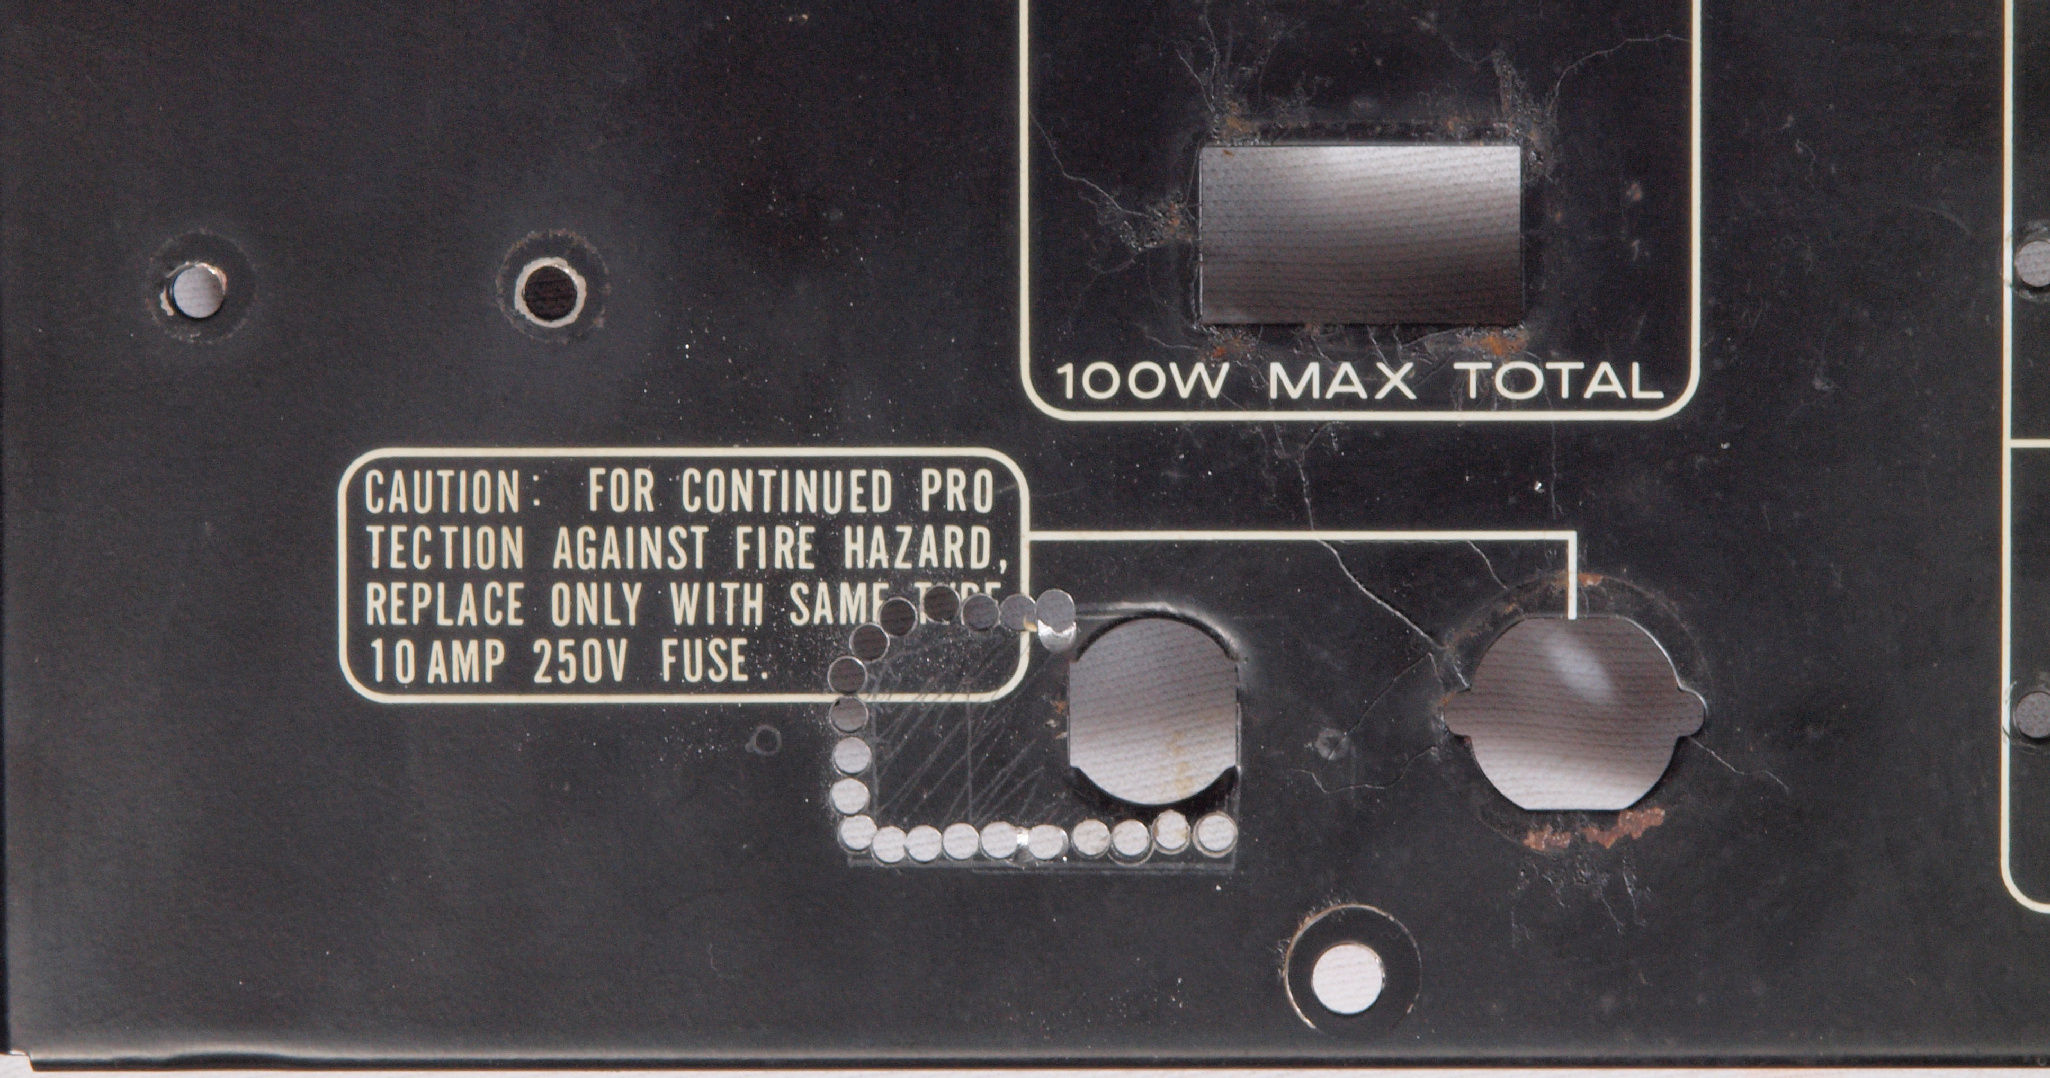 100W MAX TOTAL
CAUTION: FOR CONTINUED PRO
TECTION AGAINST FIRE HAZARD,
REPLACE ONLY WITH SAME
10 AMP 250V FUSE.